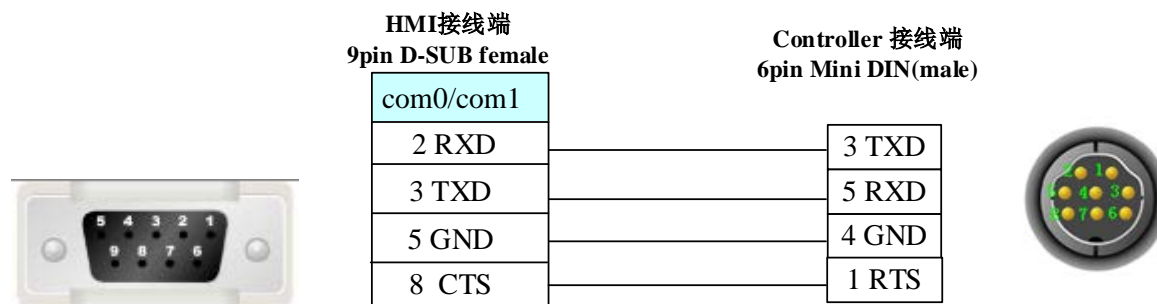 HMI接线端
9pin D-SUB female
Controller 接线端
6pin Mini DIN(male)
com0/com1
2 RXD
3 TXD
3 TXD
5 RXD
5 GND
4 GND
8 CTS
1 RTS
5 4 3 2 1
9 8 7 6
2 1
5 4 3
8 7 6